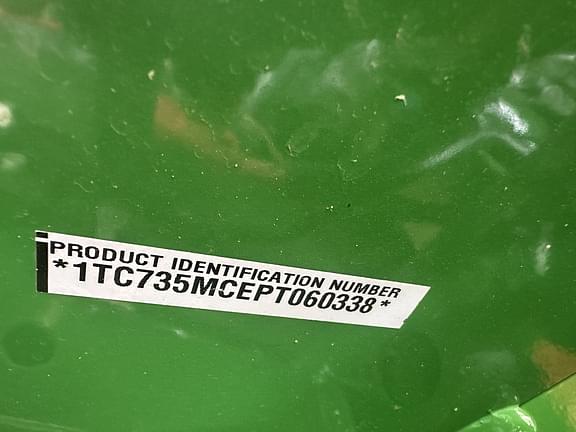 PRODUCT IDENTIFICATION NUMBER
*1TC735MCEPT060338*